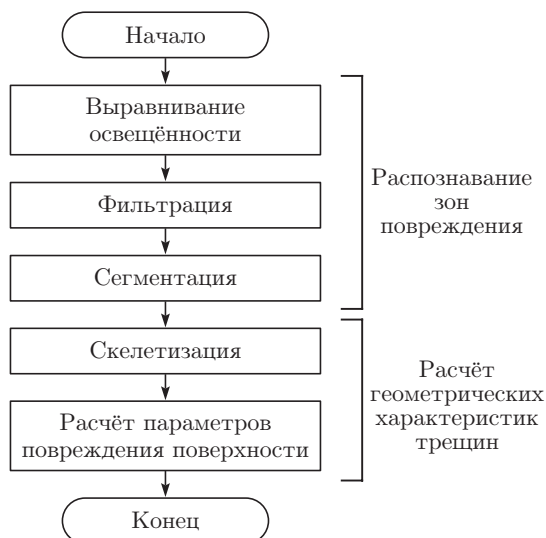 Начало
Выравнивание
освещённости
Фильтрация
Сегментация
Распознавание
зон
повреждения
Скелетизация
Расчёт параметров
повреждения поверхности
Расчёт
геометрических
характеристик
трещин
Конец